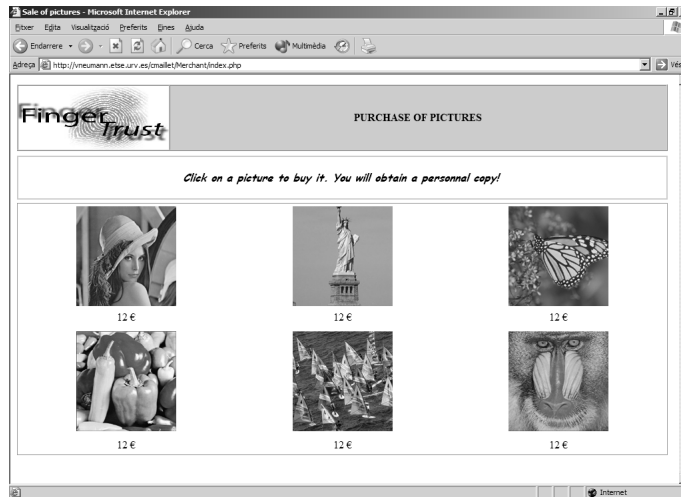 Sale of pictures - Microsoft Internet Explorer
Fitxer Edita Visualització Preferits Eines Ajuda
Endarrere Cerca Preferits Multimèdia
Adreça http://vneumann.etse.urv.es/cmaillet/Merchant/index.php Vés
Finger Trust
PURCHASE OF PICTURES
Click on a picture to buy it. You will obtain a personnal copy!
12 € 12 € 12 €
12 € 12 € 12 €
Internet